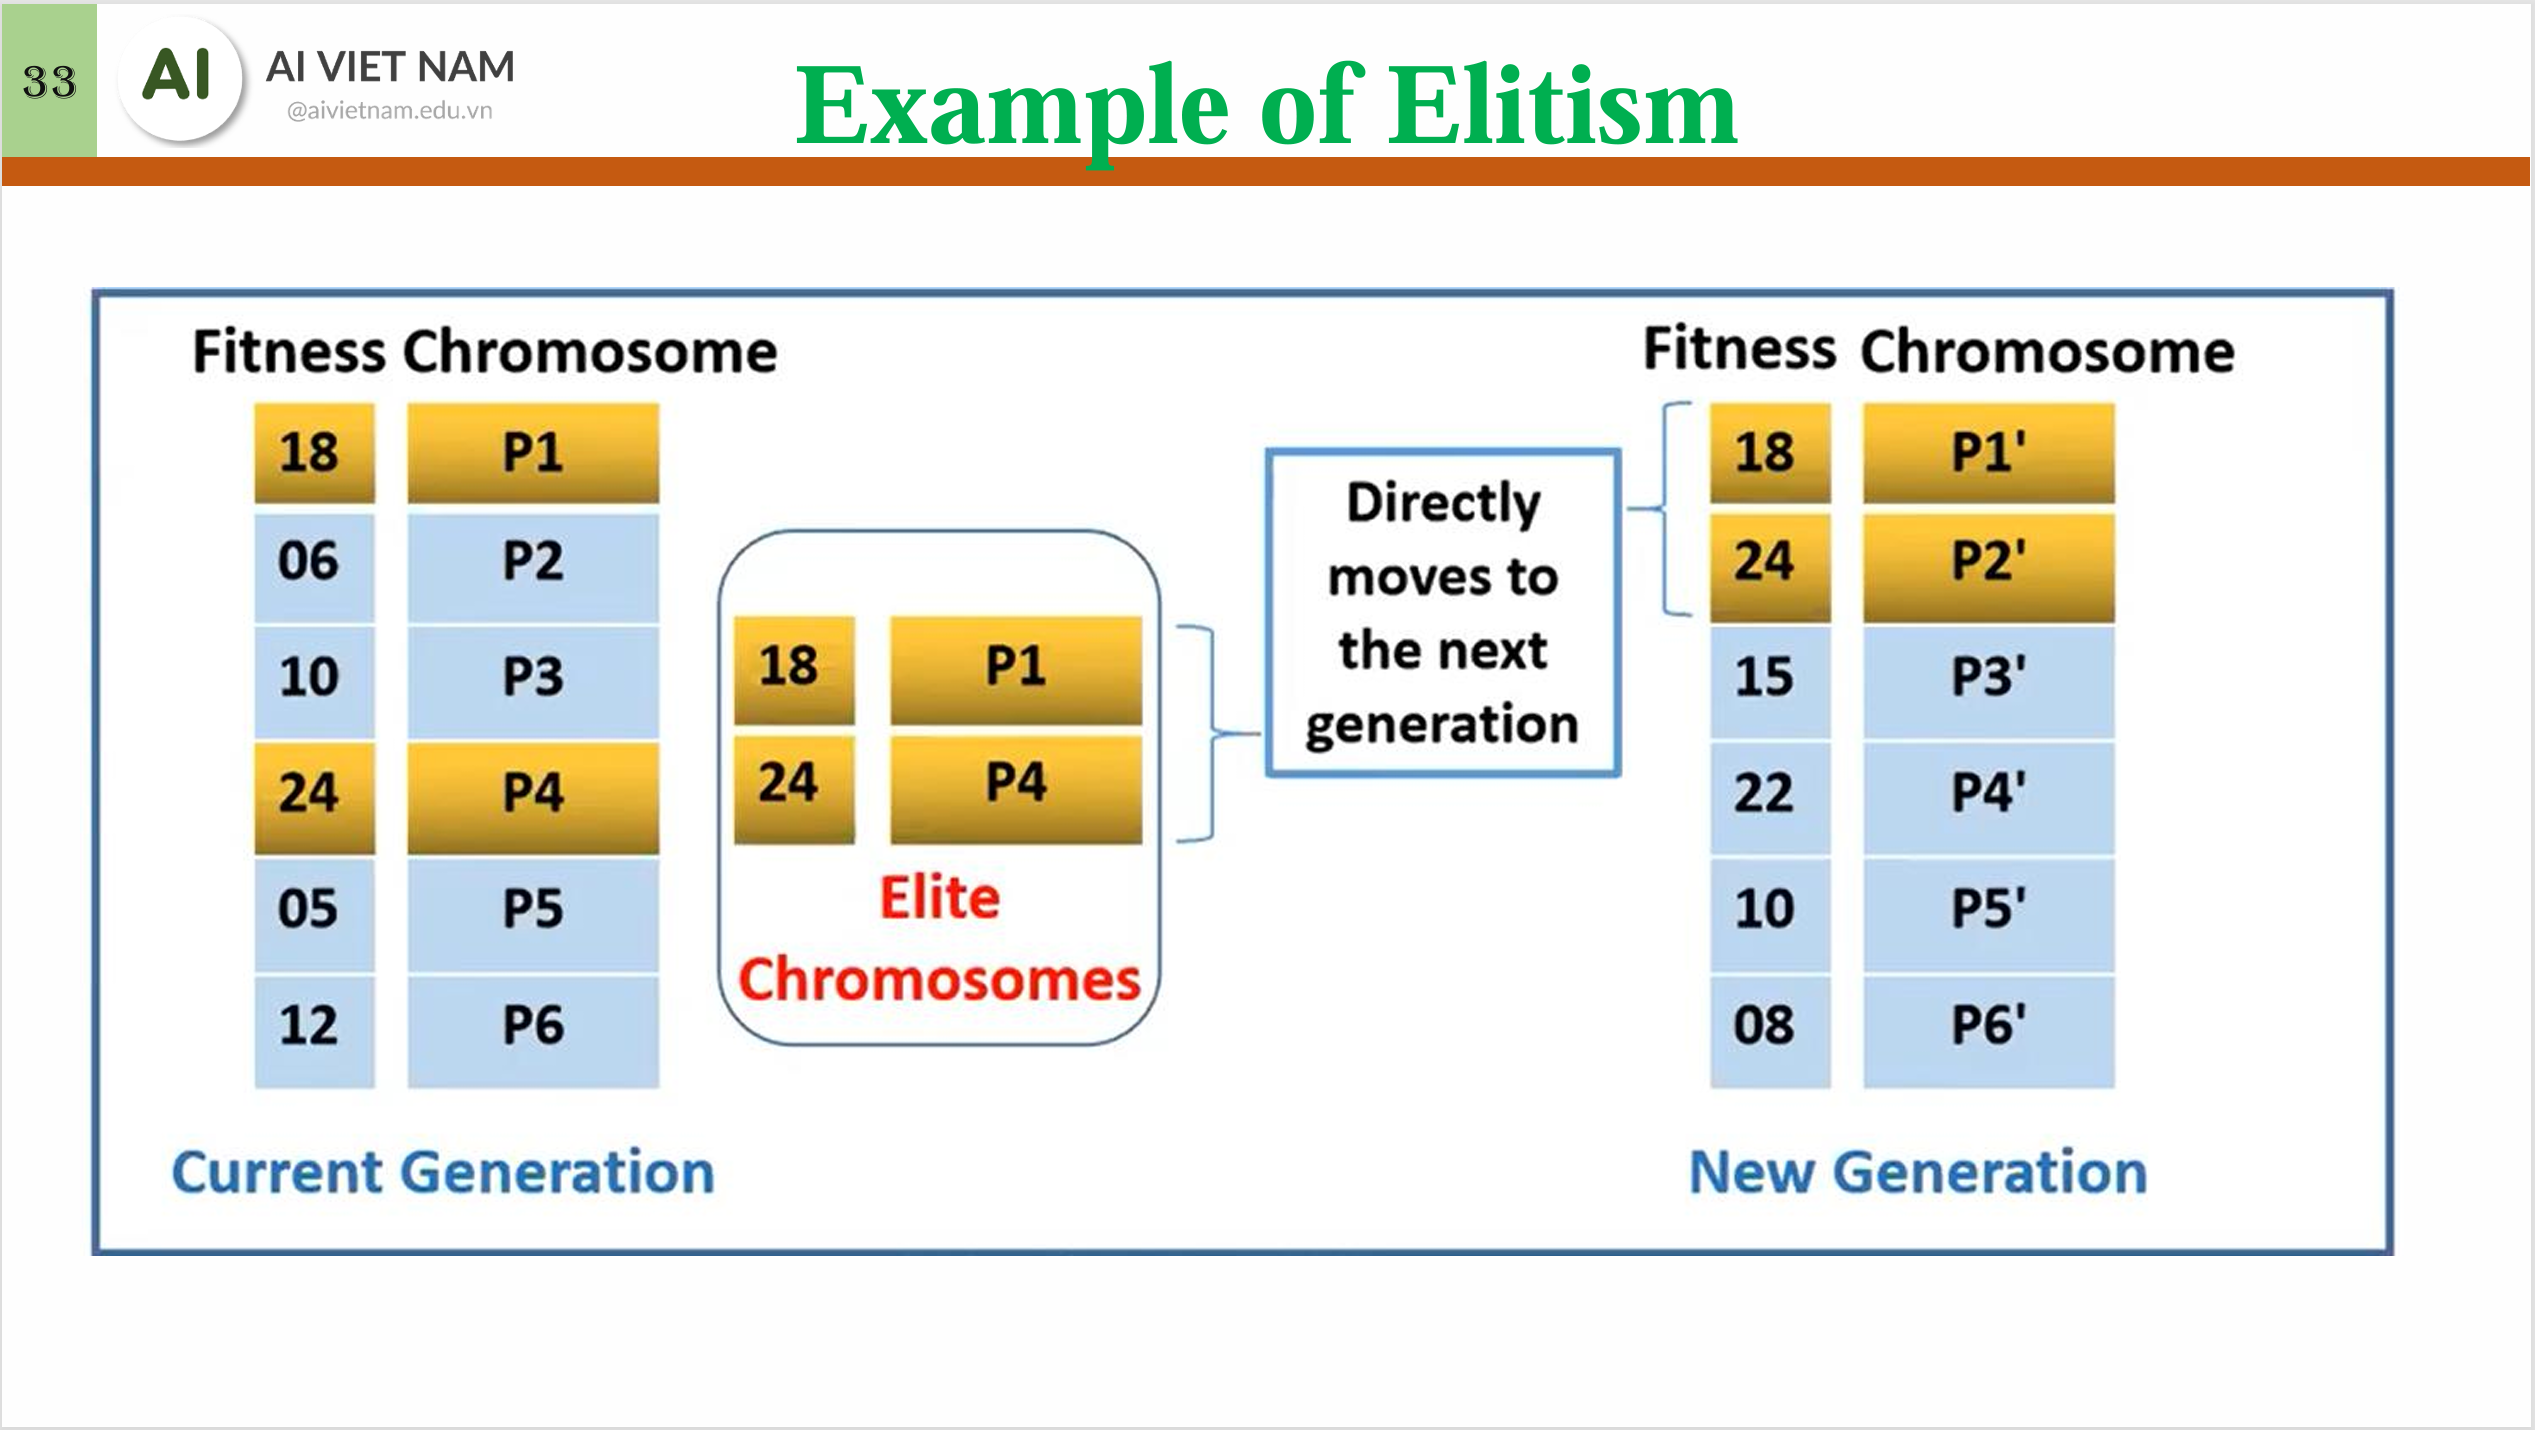 33
AI
AI VIET NAM
@aivietnam.edu.vn
Example of Elitism
Fitness Chromosome
18 P1
06 P2
10 P3
24 P4
05 P5
12 P6
Current Generation
18 P1
24 P4
Elite
Chromosomes
Directly
moves to
the next
generation
Fitness Chromosome
18 P1'
24 P2'
15 P3'
22 P4'
10 P5'
08 P6'
New Generation